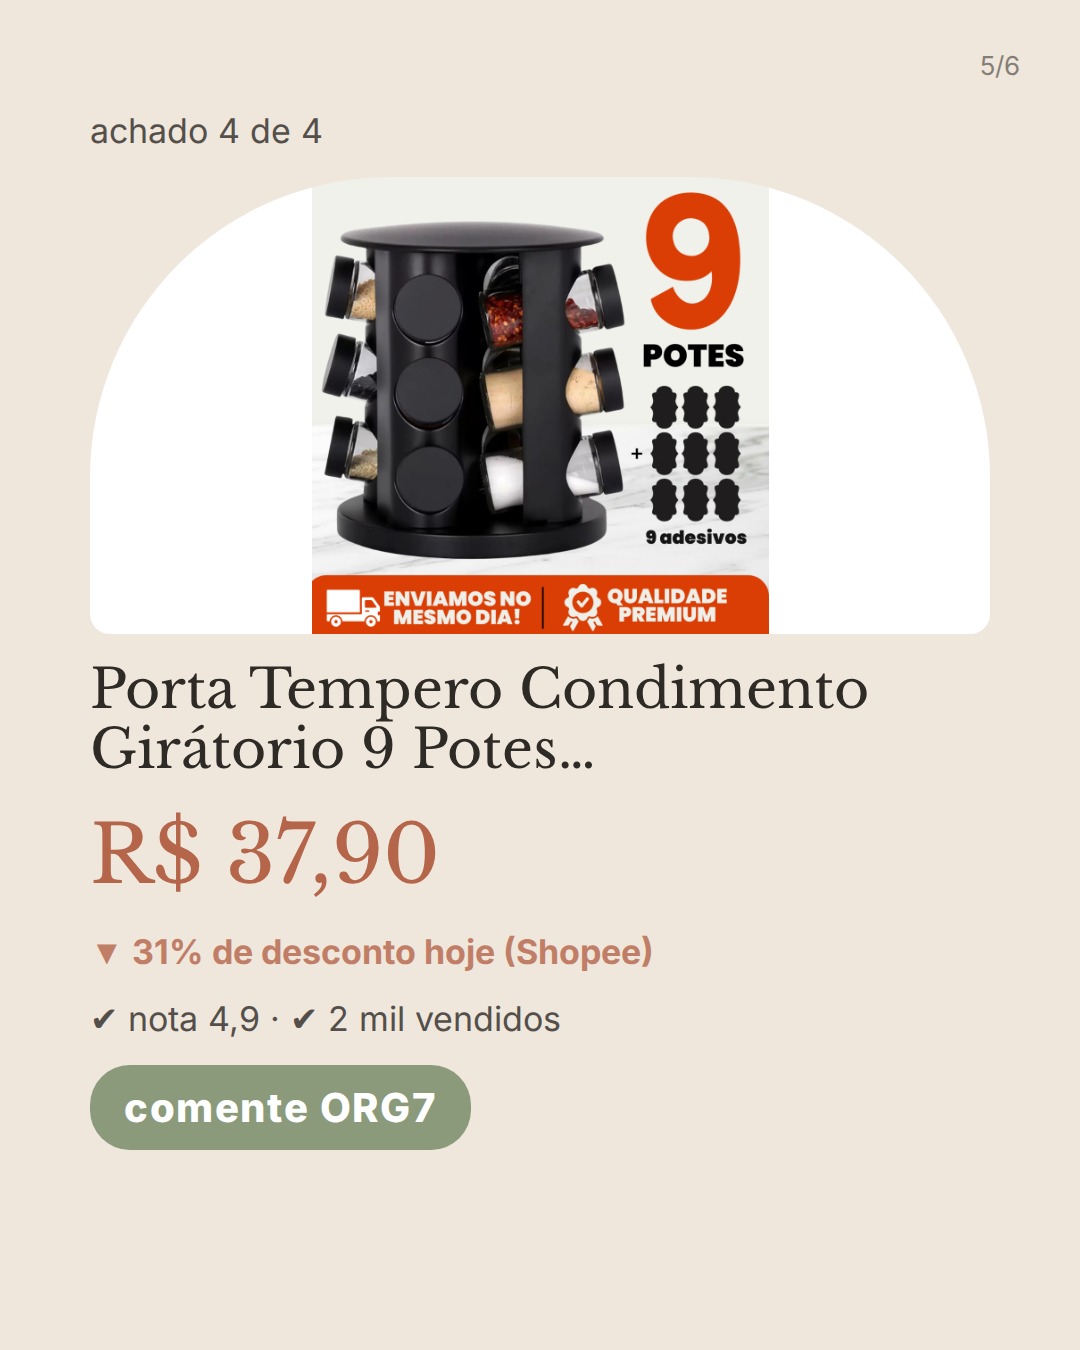 5/6
achado 4 de 4
9
POTES
+
9 adesivos
ENVIAMOS NO
MESMO DIA!
QUALIDADE
PREMIUM
Porta Tempero Condimento
Girátorio 9 Potes...
R$ 37,90
▼ 31% de desconto hoje (Shopee)
✔ nota 4,9 · ✔ 2 mil vendidos
comente ORG7